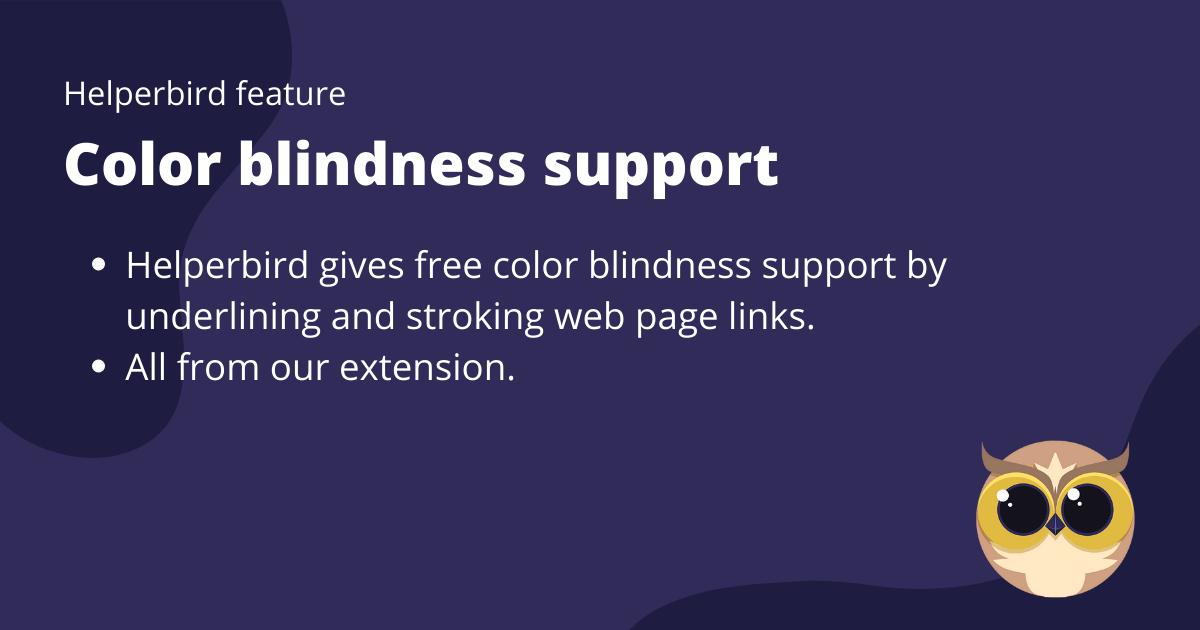 Helperbird feature
Color blindness support
• Helperbird gives free color blindness support by
underlining and stroking web page links.
• All from our extension.